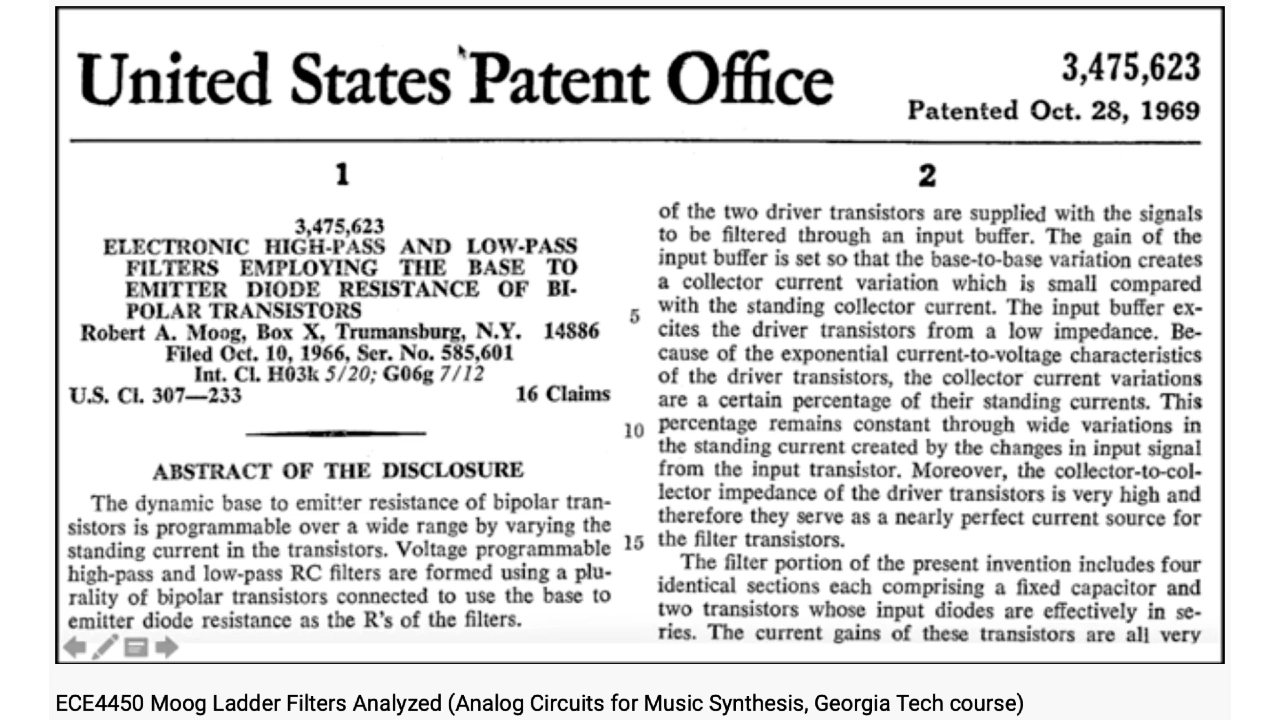 United States Patent Office
3,475,623
Patented Oct. 28, 1969
1
3,475,623
ELECTRONIC HIGH-PASS AND LOW-PASS
FILTERS EMPLOYING THE BASE TO
EMITTER DIODE RESISTANCE OF BI-
POLAR TRANSISTORS
Robert A. Moog, Box X, Trumansburg, N.Y. 14886
Filed Oct. 10, 1966, Ser. No. 585,601
Int. Cl. H03k 5/20; G06g 7/12
U.S. Cl. 307—233 16 Claims
ABSTRACT OF THE DISCLOSURE
The dynamic base to emitter resistance of bipolar tran-
sistors is programmable over a wide range by varying the
standing current in the transistors. Voltage programmable
high-pass and low-pass RC filters are formed using a plu-
rality of bipolar transistors connected to use the base to
emitter diode resistance as the R's of the filters.
2
of the two driver transistors are supplied with the signals
to be filtered through an input buffer. The gain of the
input buffer is set so that the base-to-base variation creates
a collector current variation which is small compared
5 with the standing collector current. The input buffer ex-
cites the driver transistors from a low impedance. Be-
cause of the exponential current-to-voltage characteristics
of the driver transistors, the collector current variations
are a certain percentage of their standing currents. This
10 percentage remains constant through wide variations in
the standing current created by the changes in input signal
from the input transistor. Moreover, the collector-to-col-
lector impedance of the driver transistors is very high and
therefore they serve as a nearly perfect current source for
15 the filter transistors.
The filter portion of the present invention includes four
identical sections each comprising a fixed capacitor and
two transistors whose input diodes are effectively in se-
ries. The current gains of these transistors are all very
ECE4450 Moog Ladder Filters Analyzed (Analog Circuits for Music Synthesis, Georgia Tech course)